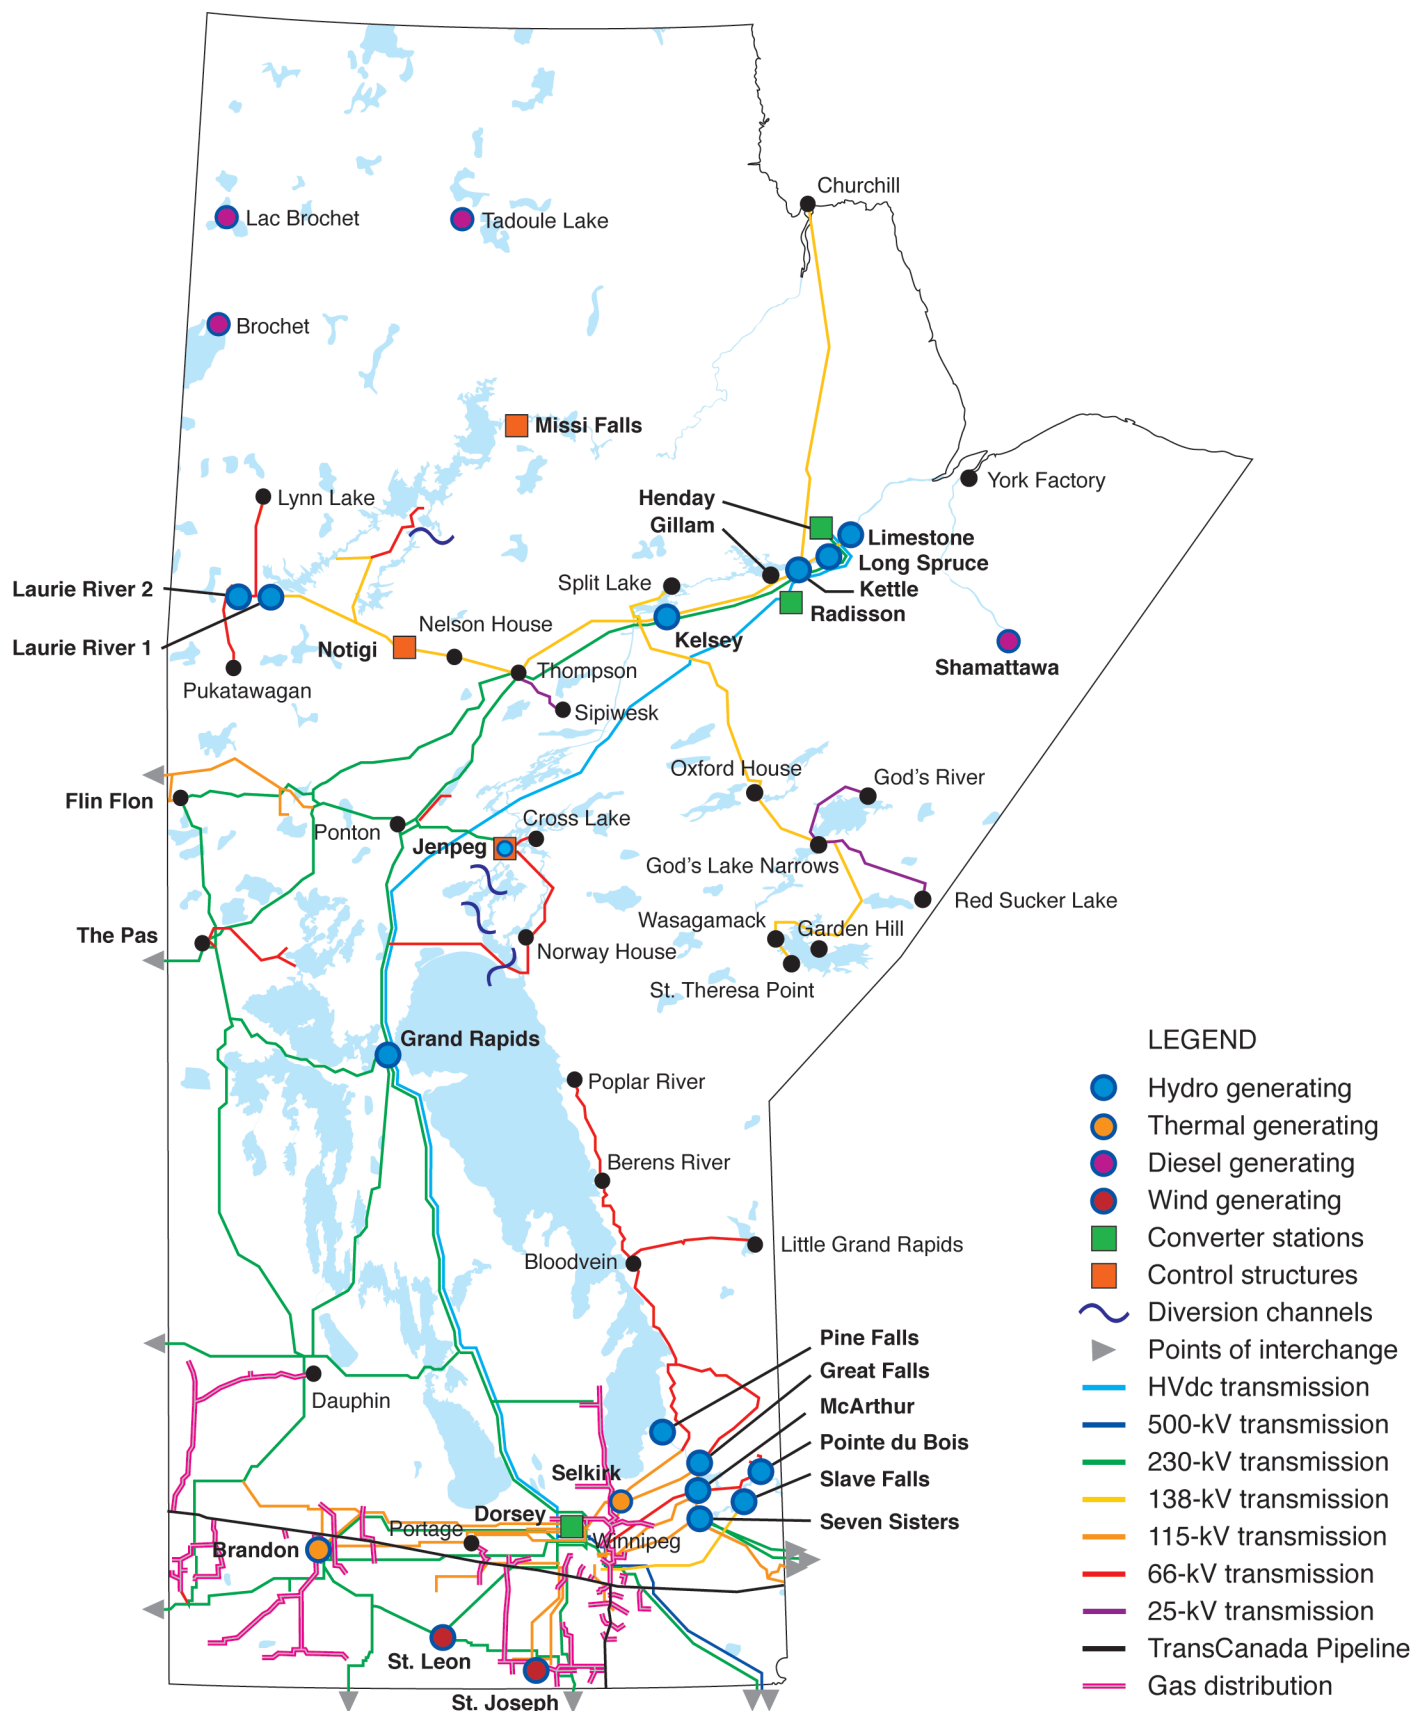 Churchill
Lac Brochet
Tadoule Lake
Brochet
Missi Falls
York Factory
Lynn Lake
Henday
Gillam
Limestone
Long Spruce
Kettle
Radisson
Split Lake
Laurie River 2
Laurie River 1
Nelson House
Notigi
Kelsey
Shamattawa
Thompson
Pukatawagan
Sipiwesk
Oxford House
God's River
Flin Flon
Ponton
Cross Lake
Jenpeg
God's Lake Narrows
Red Sucker Lake
Wasagamack
Garden Hill
The Pas
Norway House
St. Theresa Point
Grand Rapids
Poplar River
Berens River
Little Grand Rapids
Bloodvein
Pine Falls
Great Falls
Dauphin
McArthur
Pointe du Bois
Selkirk
Slave Falls
Dorsey
Seven Sisters
Portage
Winnipeg
Brandon
St. Leon
St. Joseph
LEGEND
Hydro generating
Thermal generating
Diesel generating
Wind generating
Converter stations
Control structures
Diversion channels
Points of interchange
HVdc transmission
500-kV transmission
230-kV transmission
138-kV transmission
115-kV transmission
66-kV transmission
25-kV transmission
TransCanada Pipeline
Gas distribution